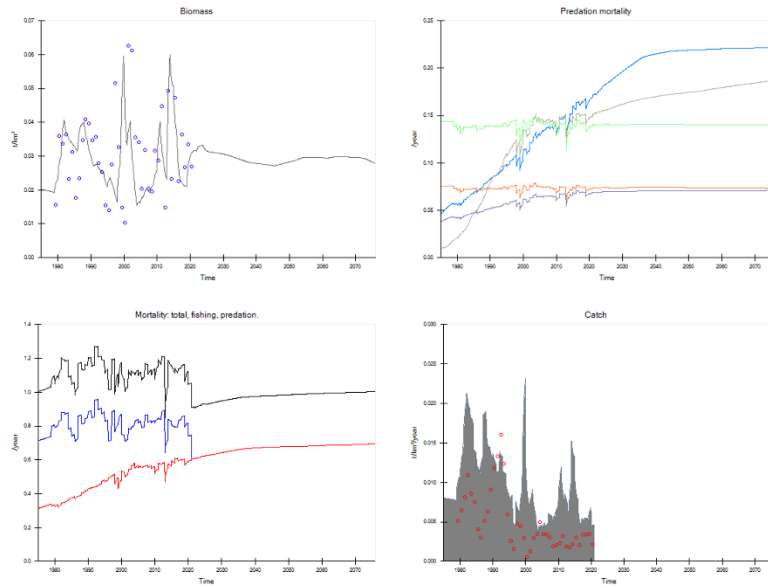 Biomass
0.07
0.06
0.05
0.04
0.03
0.02
0.01
0.00
t/km²
1980 1990 2000 2010 2020 2030 2040 2050 2060 2070
Time
Predation mortality
0.25
0.20
0.15
0.10
0.05
0.00
/year
1980 1990 2000 2010 2020 2030 2040 2050 2060 2070
Time
Mortality: total, fishing, predation.
1.4
1.2
1.0
0.8
0.6
0.4
0.2
0.0
/year
1980 1990 2000 2010 2020 2030 2040 2050 2060 2070
Time
Catch
0.030
0.025
0.020
0.015
0.010
0.005
0.000
t/km²/year
1980 1990 2000 2010 2020 2030 2040 2050 2060 2070
Time